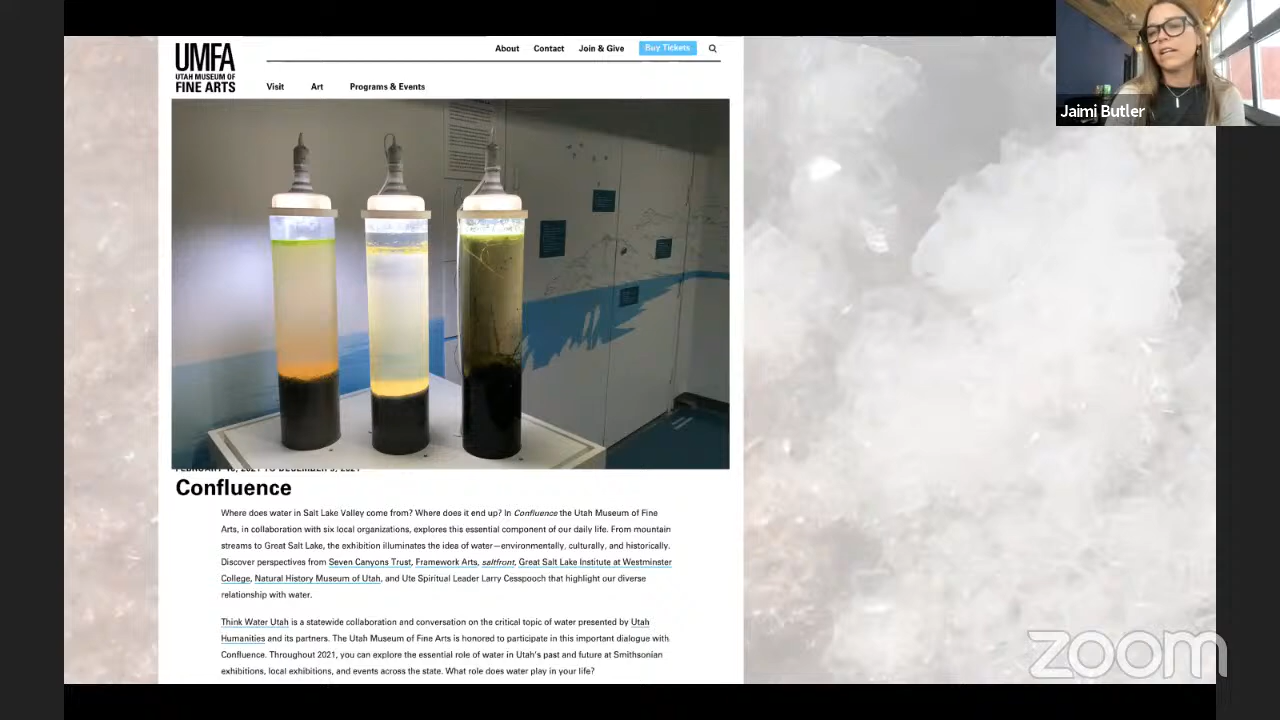 UMFA
UTAH MUSEUM OF
FINE ARTS
About Contact Join & Give Buy Tickets
Visit Art Programs & Events
Jaimi Butler
Confluence
Where does water in Salt Lake Valley come from? Where does it end up? In Confluence the Utah Museum of Fine
Arts, in collaboration with six local organizations, explores this essential component of our daily life. From mountain
streams to Great Salt Lake, the exhibition illuminates the idea of water—environmentally, culturally, and historically.
Discover perspectives from Seven Canyons Trust, Framework Arts, saltfront, Great Salt Lake Institute at Westminster
College, Natural History Museum of Utah, and Ute Spiritual Leader Larry Cesspooch that highlight our diverse
relationship with water.
Think Water Utah is a statewide collaboration and conversation on the critical topic of water presented by Utah
Humanities and its partners. The Utah Museum of Fine Arts is honored to participate in this important dialogue with
Confluence. Throughout 2021, you can explore the essential role of water in Utah's past and future at Smithsonian
exhibitions, local exhibitions, and events across the state. What role does water play in your life?
zoom